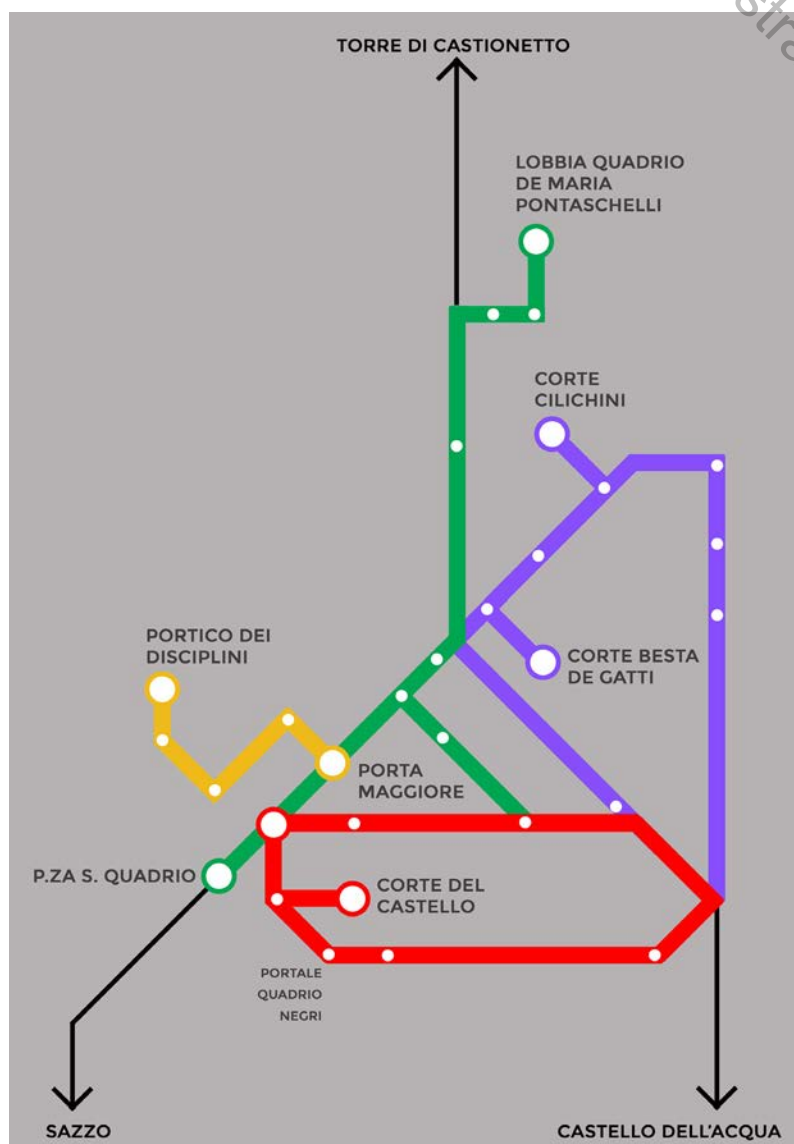 TORRE DI CASTIONETTO
LOBBIA QUADRIO
DE MARIA
PONTASCHELLI
CORTE
CILICHINI
PORTICO DEI
DISCIPLINI
CORTE BESTA
DE GATTI
PORTA
MAGGIORE
P.ZA S. QUADRIO
CORTE DEL
CASTELLO
PORTALE
QUADRIO
NEGRI
SAZZO
CASTELLO DELL'ACQUA